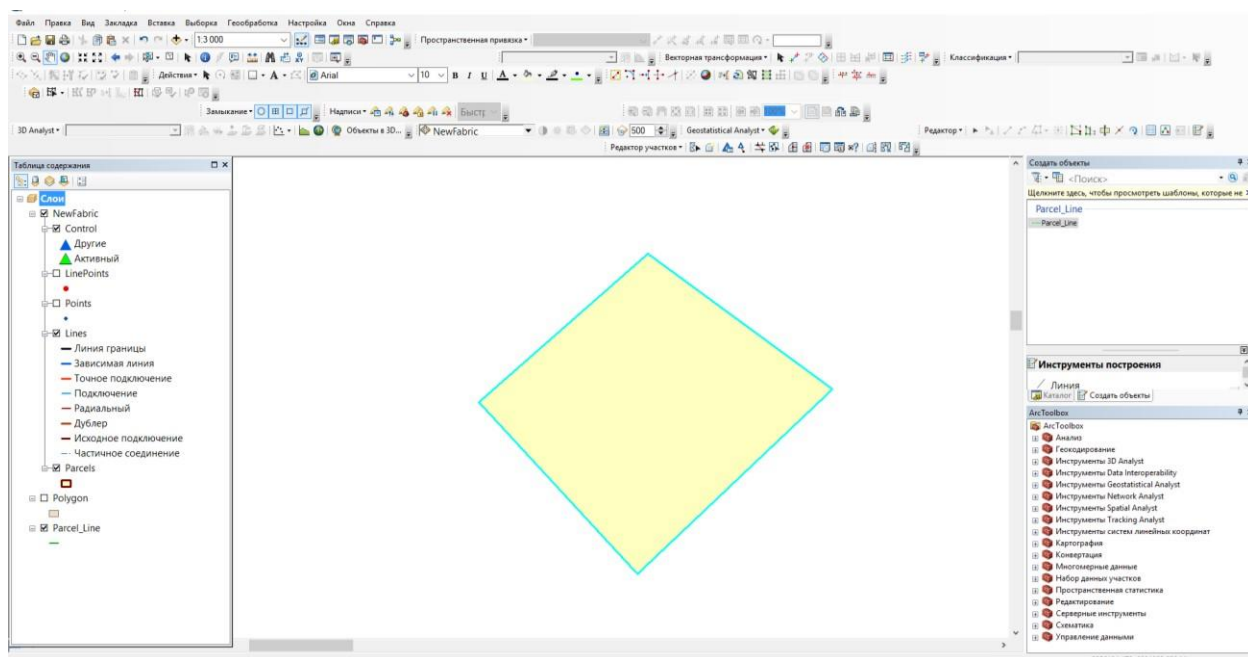 Файл Правка Вид Закладка Вставка Выборка Геообработка Настройка Окна Справка
1:3 000 Пространственная привязка
Векторная трансформация Классификация
Действия Arial 10 B I U A
Замыкание Надписи
3D Analyst Объекты в 3D... NewFabric 500 Geostatistical Analyst Редактор
Редактор участков
Таблица содержания
Слои
NewFabric
Control
Другие
Активный
LinePoints
Points
Lines
Линия границы
Зависимая линия
Точное подключение
Подключение
Радиальный
Дублер
Исходное подключение
Частичное соединение
Parcels
Polygon
Parcel_Line
Создать объекты
<Поиск>
Щелкните здесь, чтобы просмотреть шаблоны, которые не
Parcel_Line
Parcel_Line
Инструменты построения
Линия
Каталог Создать объекты
ArcToolbox
ArcToolbox
Анализ
Геокодирование
Инструменты 3D Analyst
Инструменты Data Interoperability
Инструменты Geostatistical Analyst
Инструменты Network Analyst
Инструменты Spatial Analyst
Инструменты Tracking Analyst
Инструменты систем линейных координат
Картография
Конвертация
Многомерные данные
Набор данных участков
Пространственная статистика
Редактирование
Серверные инструменты
Схематика
Управление данными